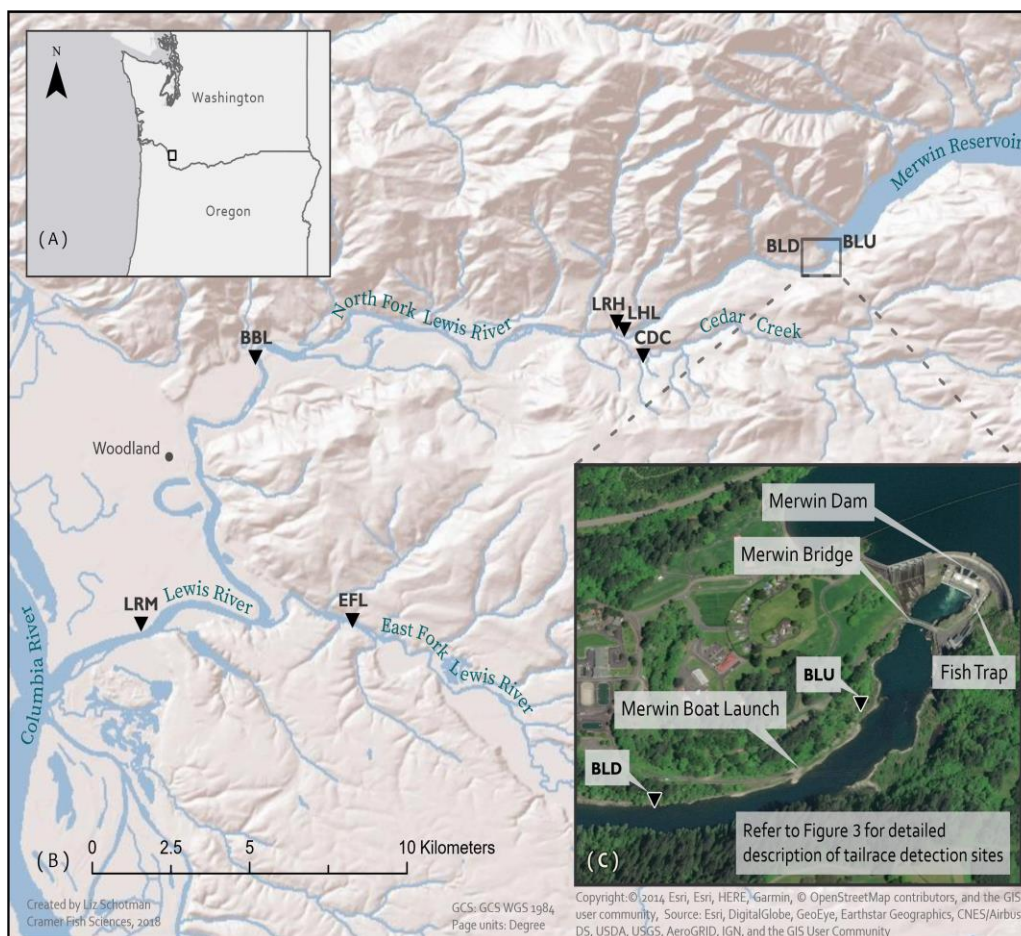 N
Washington
Oregon
(A)
Merwin Reservoir
BLD
BLU
North Fork Lewis River
LRH
LHL
CDC
Cedar Creek
BBL
Woodland
Lewis River
LRM
EFL
East Fork Lewis River
Columbia River
Merwin Dam
Merwin Bridge
Fish Trap
BLU
Merwin Boat Launch
BLD
Refer to Figure 3 for detailed
description of tailrace detection sites
(C)
(B)
0 2.5 5 10 Kilometers
Created by Liz Schotman
Cramer Fish Sciences, 2018
GCS: GCS WGS 1984
Page units: Degree
Copyright:© 2014 Esri, Esri, HERE, Garmin, © OpenStreetMap contributors, and the GIS
user community, Source: Esri, DigitalGlobe, GeoEye, Earthstar Geographics, CNES/Airbus
DS, USDA, USGS, AeroGRID, IGN, and the GIS User Community